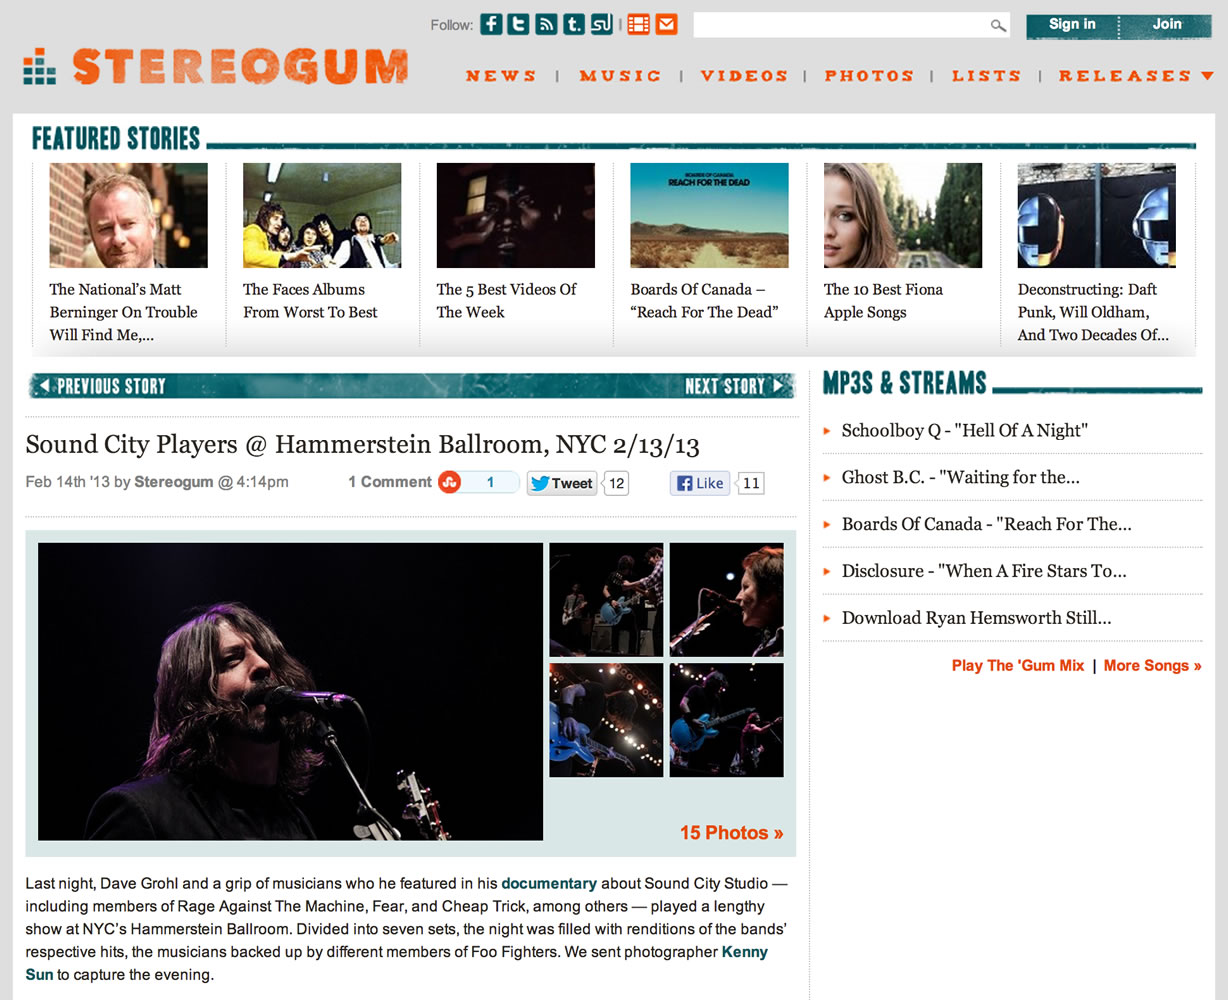 Follow: |
Sign in Join
STEREOGUM
NEWS | MUSIC | VIDEOS | PHOTOS | LISTS | RELEASES
FEATURED STORIES
BOARDS OF CANADA
REACH FOR THE DEAD
The National’s Matt
Berninger On Trouble
Will Find Me,...
The Faces Albums
From Worst To Best
The 5 Best Videos Of
The Week
Boards Of Canada –
“Reach For The Dead”
The 10 Best Fiona
Apple Songs
Deconstructing: Daft
Punk, Will Oldham,
And Two Decades Of...
PREVIOUS STORY NEXT STORY
Sound City Players @ Hammerstein Ballroom, NYC 2/13/13
Feb 14th '13 by Stereogum @ 4:14pm 1 Comment 1 Tweet 12 Like 11
15 Photos »
Last night, Dave Grohl and a grip of musicians who he featured in his documentary about Sound City Studio —
including members of Rage Against The Machine, Fear, and Cheap Trick, among others — played a lengthy
show at NYC’s Hammerstein Ballroom. Divided into seven sets, the night was filled with renditions of the bands’
respective hits, the musicians backed up by different members of Foo Fighters. We sent photographer Kenny
Sun to capture the evening.
MP3S & STREAMS
Schoolboy Q - "Hell Of A Night"
Ghost B.C. - "Waiting for the...
Boards Of Canada - "Reach For The...
Disclosure - "When A Fire Stars To...
Download Ryan Hemsworth Still...
Play The 'Gum Mix | More Songs »